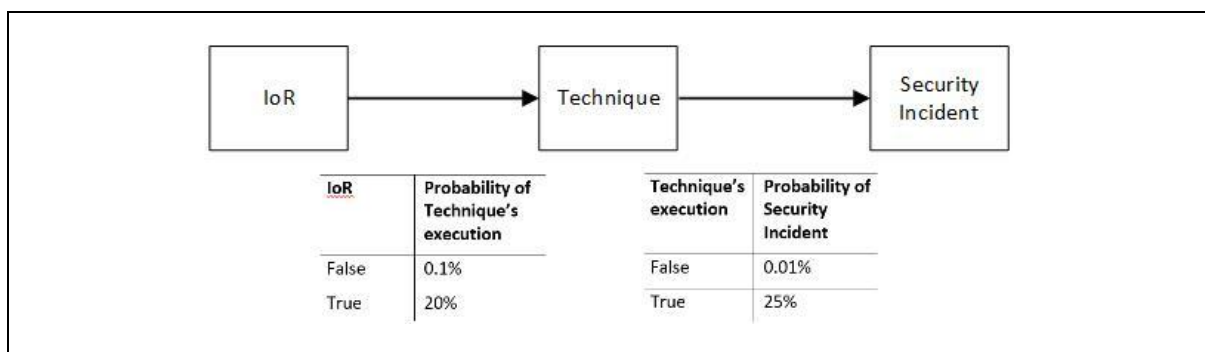 IoR
Technique
Security
Incident
IoR
Probability of
Technique's
execution
False
0.1%
True
20%
Technique's
execution
Probability of
Security
Incident
False
0.01%
True
25%